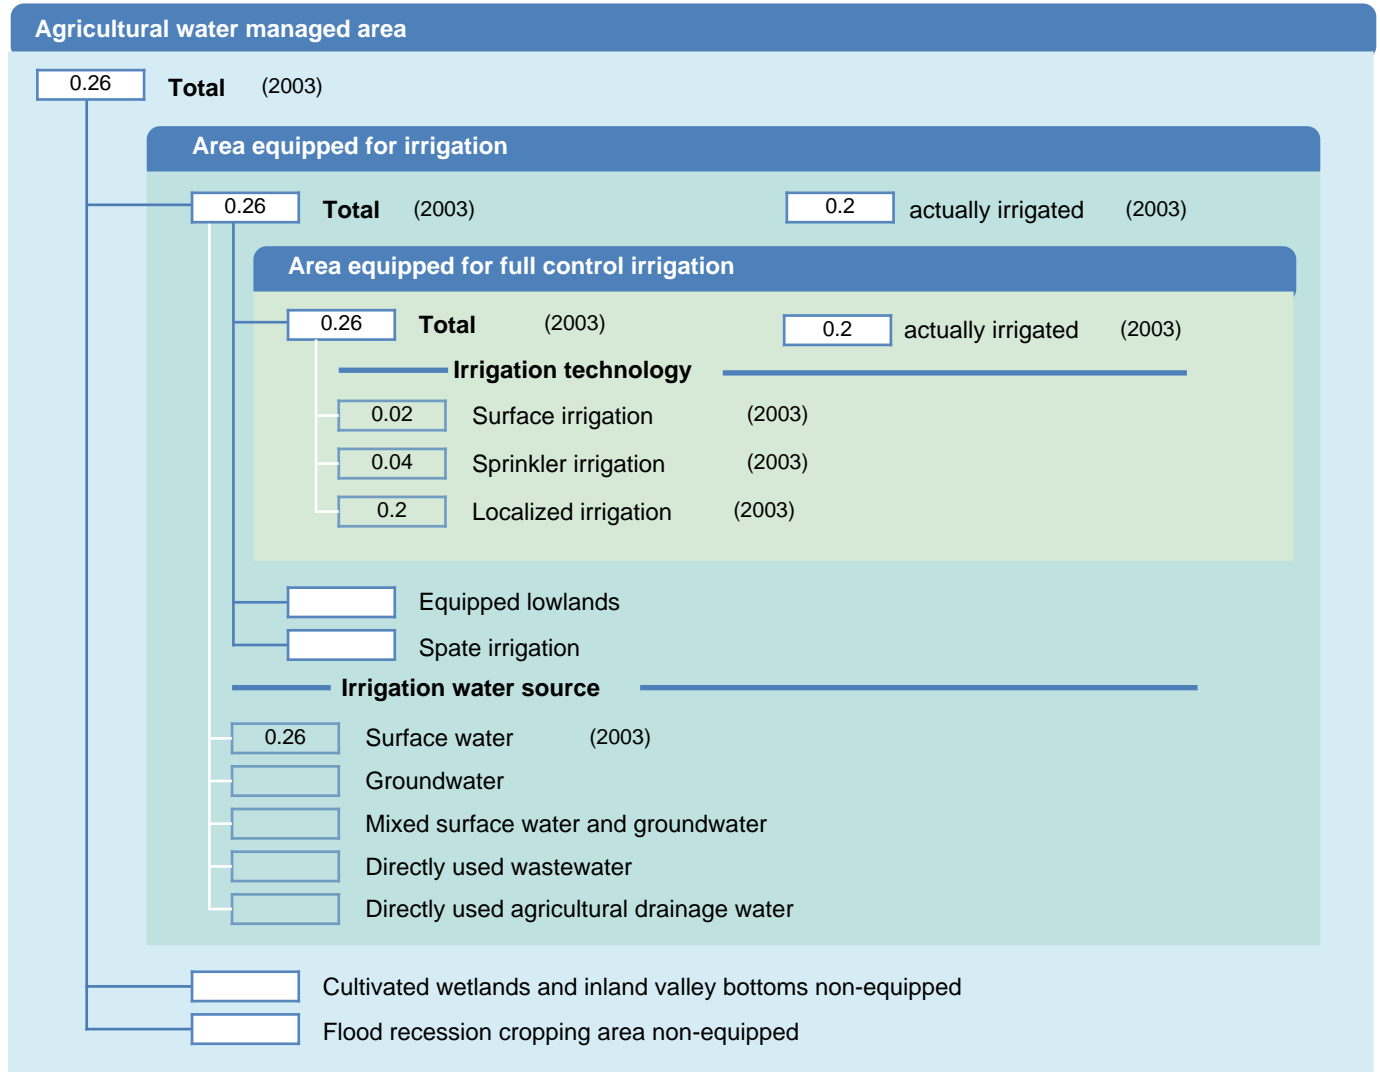 Agricultural water managed area
0.26 Total (2003)
Area equipped for irrigation
0.26 Total (2003) 0.2 actually irrigated (2003)
Area equipped for full control irrigation
0.26 Total (2003) 0.2 actually irrigated (2003)
Irrigation technology
0.02 Surface irrigation (2003)
0.04 Sprinkler irrigation (2003)
0.2 Localized irrigation (2003)
Equipped lowlands
Spate irrigation
Irrigation water source
0.26 Surface water (2003)
Groundwater
Mixed surface water and groundwater
Directly used wastewater
Directly used agricultural drainage water
Cultivated wetlands and inland valley bottoms non-equipped
Flood recession cropping area non-equipped